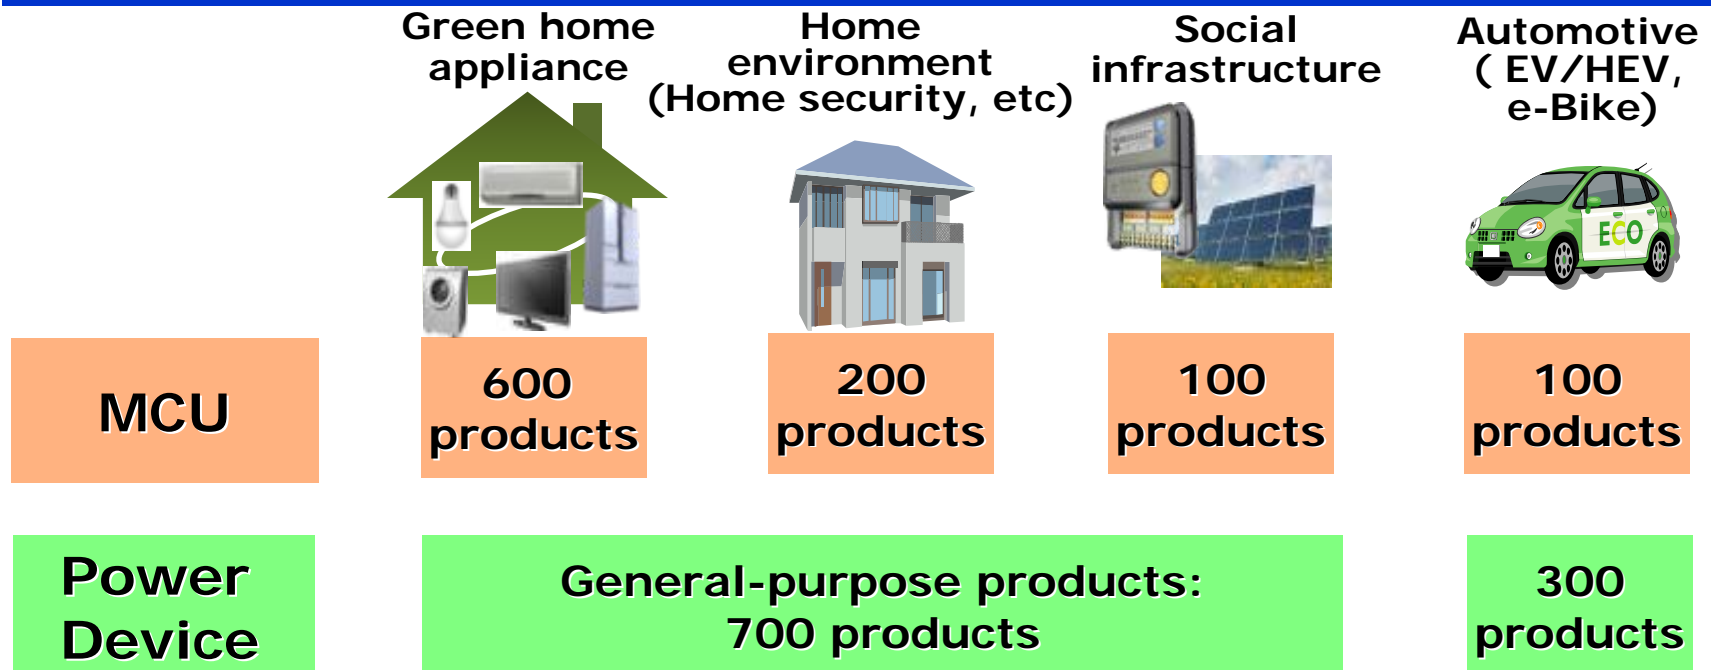 Green home
appliance
Home
environment
(Home security, etc)
Social
infrastructure
Automotive
( EV/HEV,
e-Bike)
ECO
MCU
600
products
200
products
100
products
100
products
Power
Device
General-purpose products:
700 products
300
products